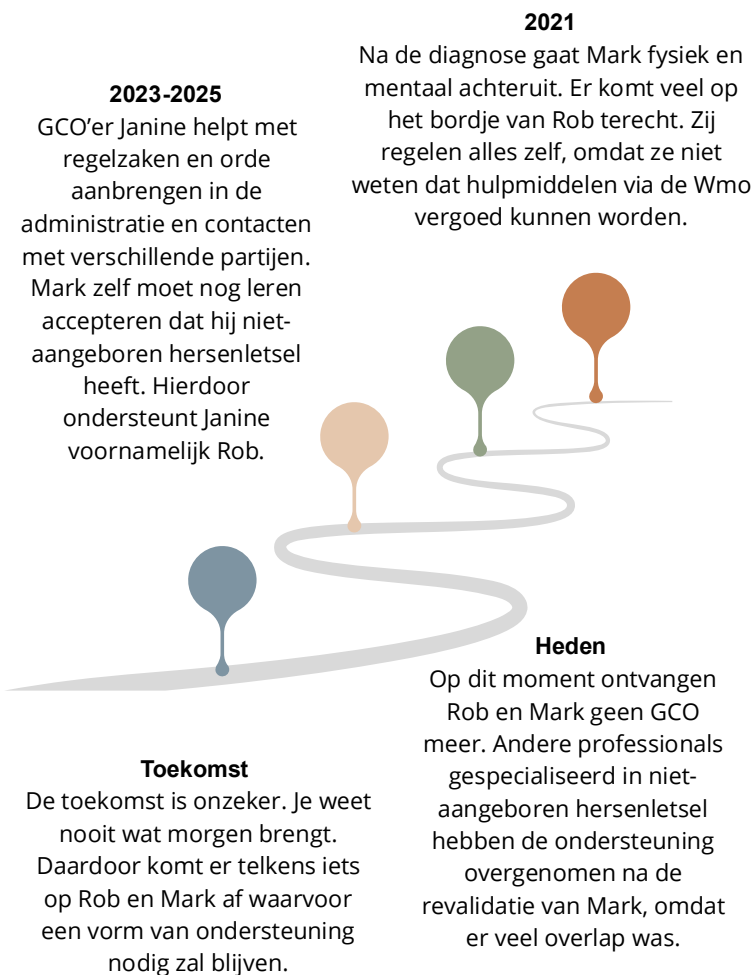 2021
Na de diagnose gaat Mark fysiek en
mentaal achteruit. Er komt veel op
het bordje van Rob terecht. Zij
regelen alles zelf, omdat ze niet
weten dat hulpmiddelen via de Wmo
vergoed kunnen worden.
2023-2025
GCO’er Janine helpt met
regelzaken en orde
aanbrengen in de
administratie en contacten
met verschillende partijen.
Mark zelf moet nog leren
accepteren dat hij niet-
aangeboren hersenletsel
heeft. Hierdoor
ondersteunt Janine
voornamelijk Rob.
Heden
Op dit moment ontvangen
Rob en Mark geen GCO
meer. Andere professionals
gespecialiseerd in niet-
aangeboren hersenletsel
hebben de ondersteuning
overgenomen na de
revalidatie van Mark, omdat
er veel overlap was.
Toekomst
De toekomst is onzeker. Je weet
nooit wat morgen brengt.
Daardoor komt er telkens iets
op Rob en Mark af waarvoor
een vorm van ondersteuning
nodig zal blijven.